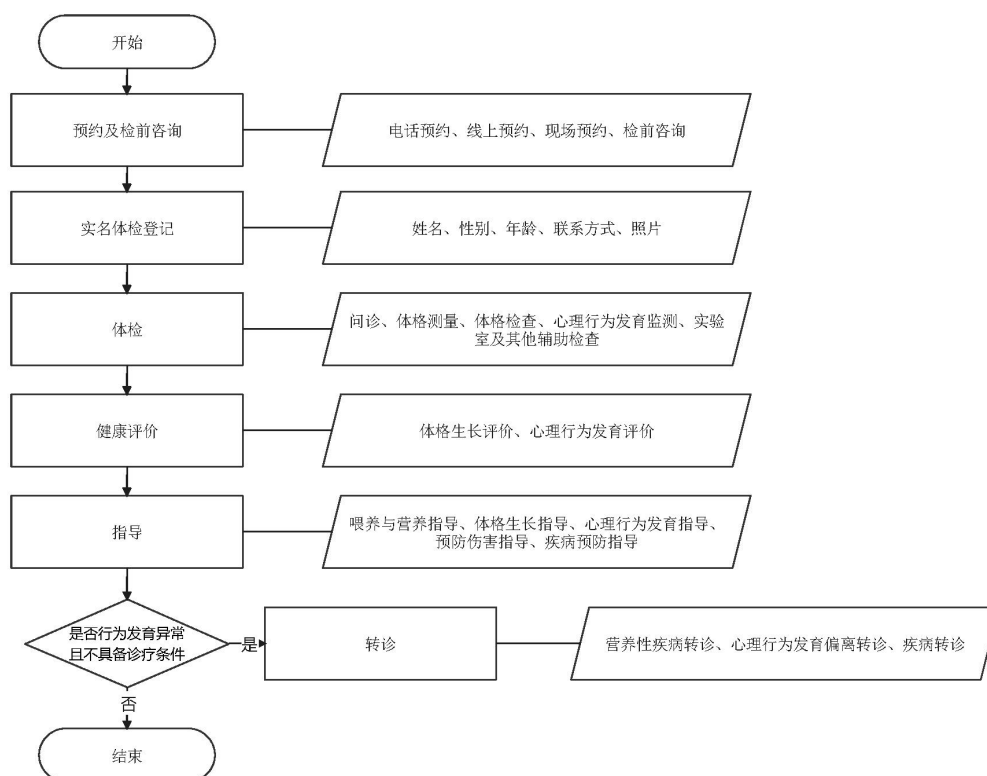 开始
预约及检前咨询
电话预约、线上预约、现场预约、检前咨询
实名体检登记
姓名、性别、年龄、联系方式、照片
体检
问诊、体格测量、体格检查、心理行为发育监测、实验
室及其他辅助检查
健康评价
体格生长评价、心理行为发育评价
指导
喂养与营养指导、体格生长指导、心理行为发育指导、
预防伤害指导、疾病预防指导
是否行为发育异常
且不具备诊疗条件
是
转诊
营养性疾病转诊、心理行为发育偏离转诊、疾病转诊
否
结束